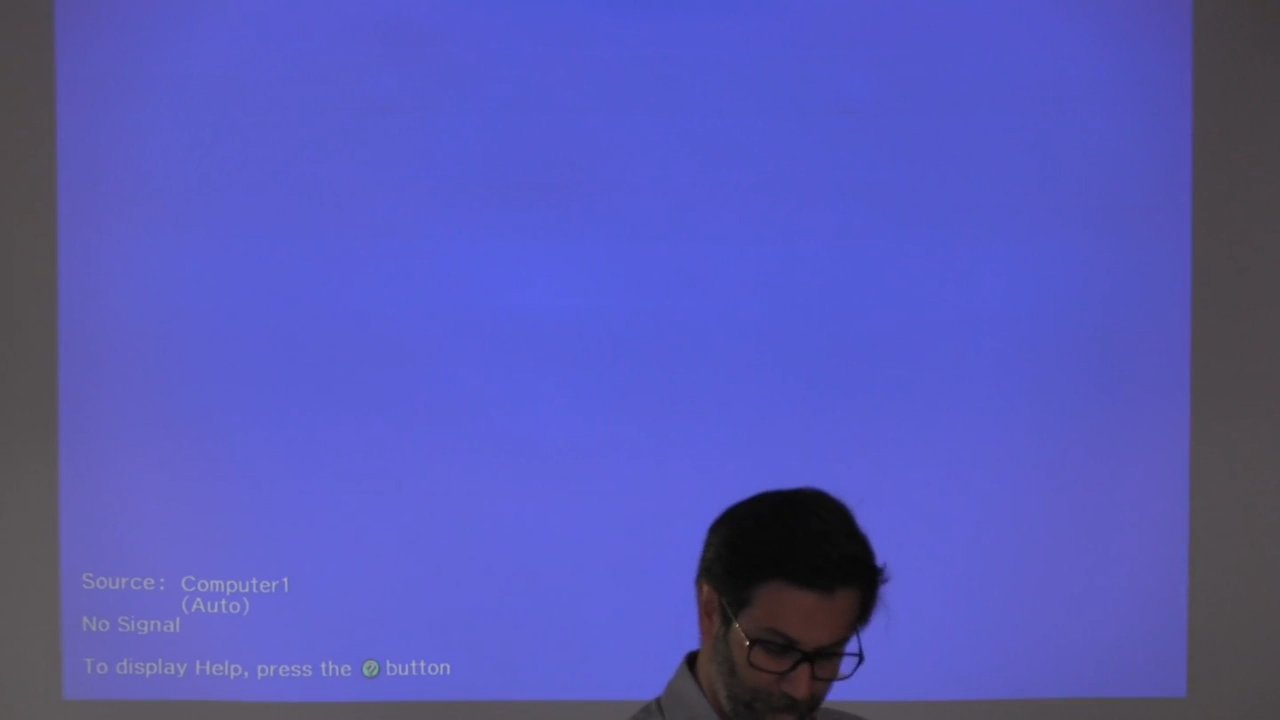 Source: Computer1
(Auto)
No Signal
To display Help, press the ? button